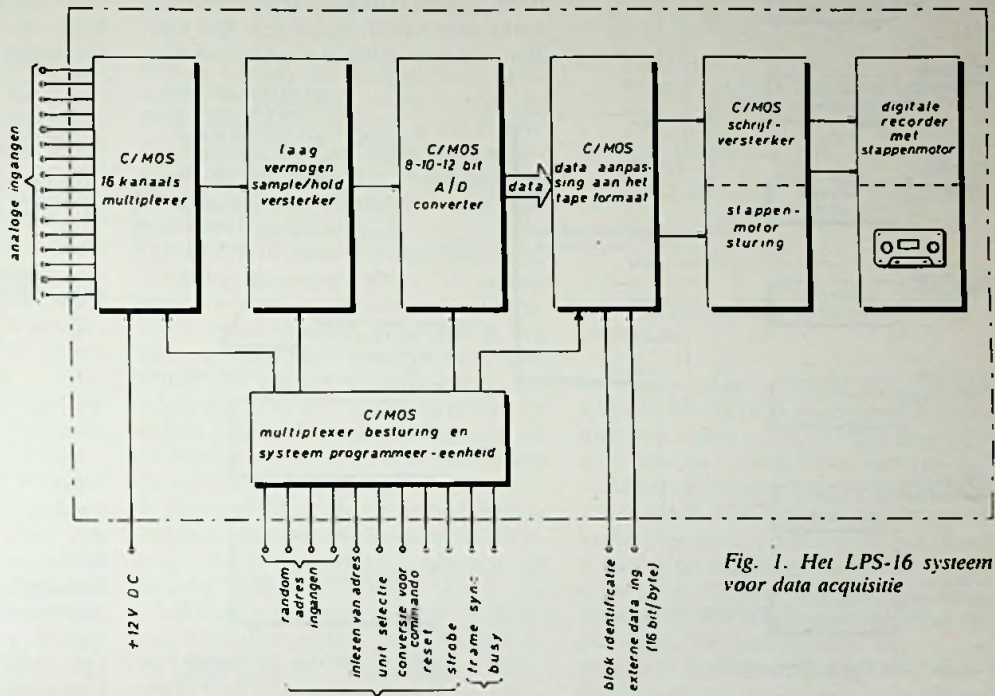 analoge ingangen
C/MOS
16 kanaals
multiplexer
laag
vermogen
sample/hold
versterker
C/MOS
8-10-12 bit
A/D
converter
data
C/MOS
data aanpas-
sing aan het
tape formaat
C/MOS
schrijf-
versterker
stappen-
motor
sturing
digitale
recorder
met
stappenmotor
C/MOS
multiplexer besturing en
systeem programmeer-eenheid
+12V DC
random
adres
ingangen
inlezen van adres
unit selectie
conversie voor
commando
reset
strobe
frame sync
busy
blok identificatie
externe data ing
(16 bit/byte)
Fig. 1. Het LPS-16 systeem
voor data acquisitie